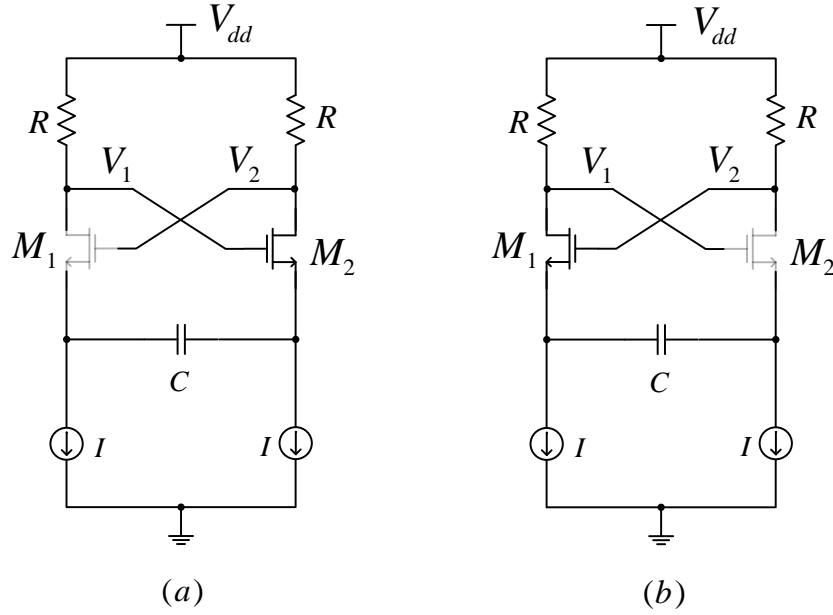 V_dd V_dd
R R R R
V_1 V_2 V_1 V_2
M_1 M_2 M_1 M_2
C C
I I I I
(a) (b)